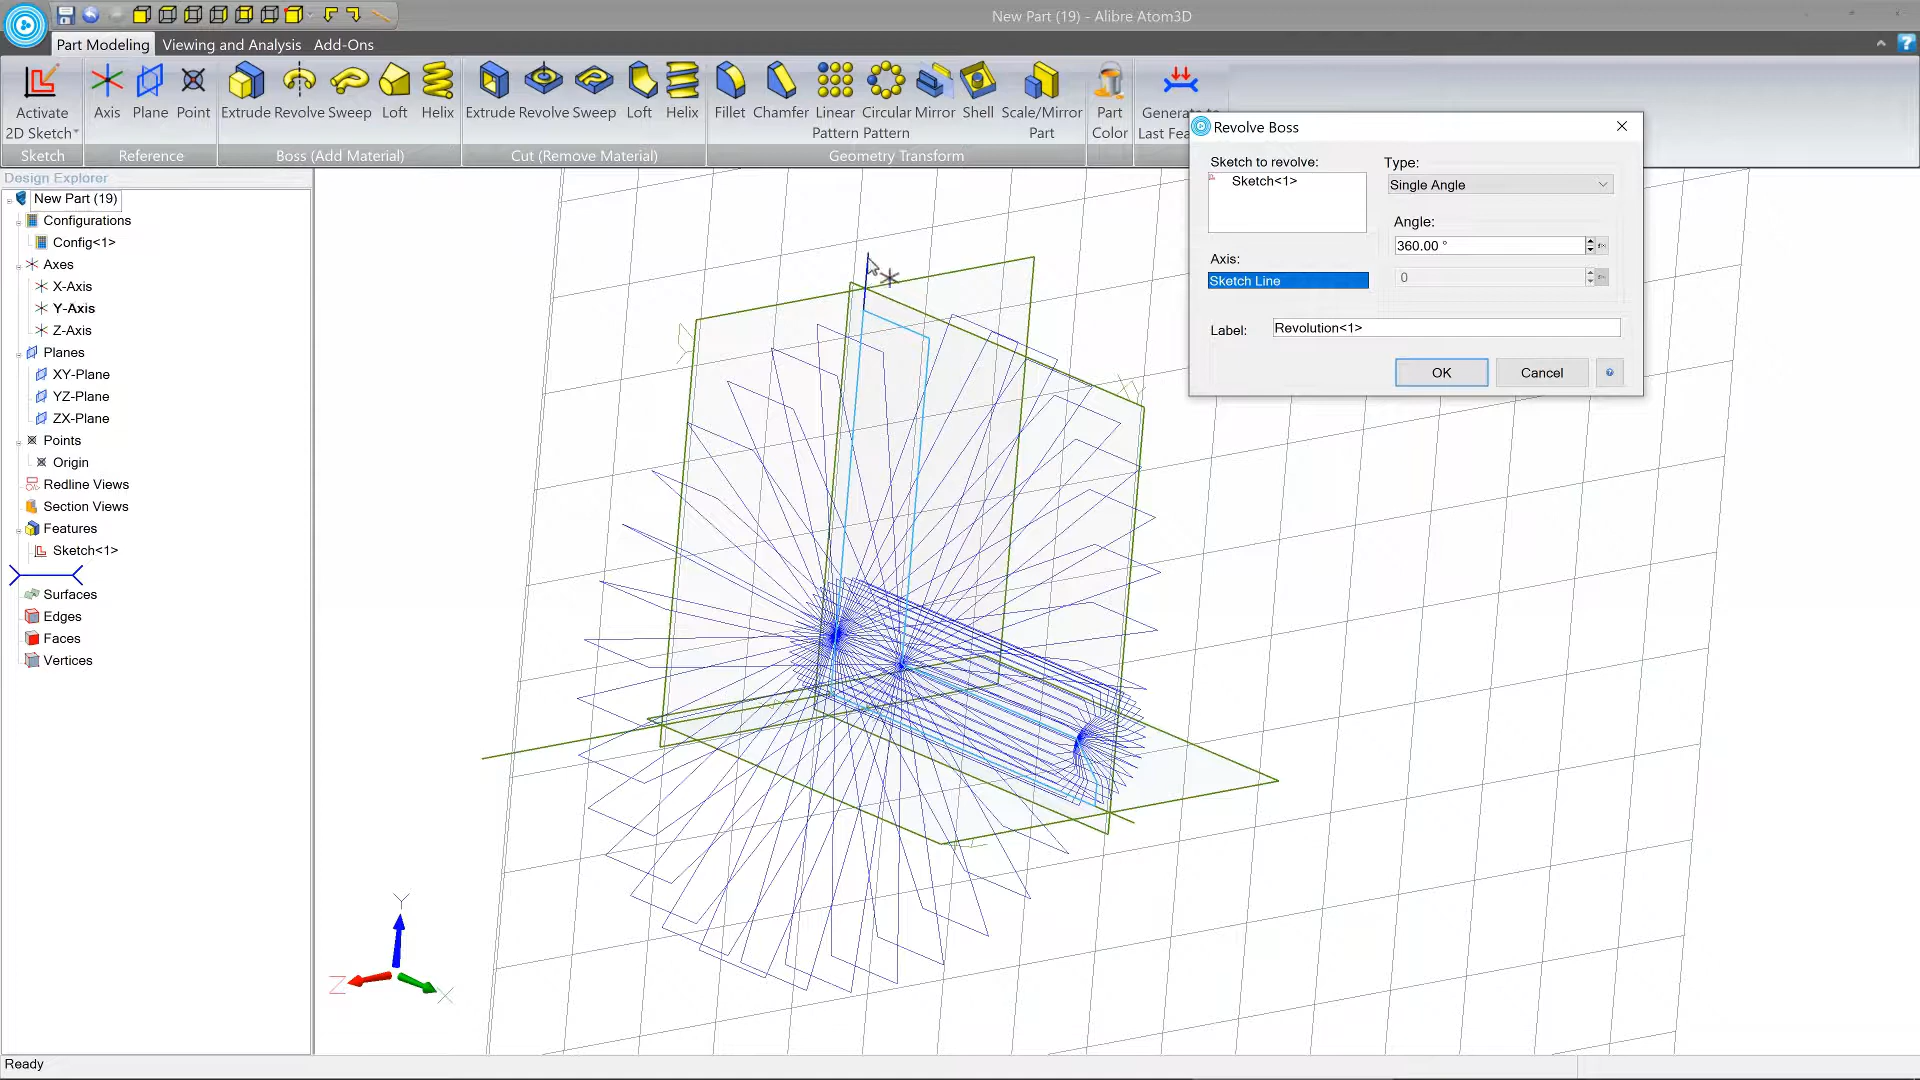 New Part (19) - Alibre Atom3D
Part Modeling Viewing and Analysis Add-Ons
Activate 2D Sketch
Axis Plane Point
Extrude Revolve Sweep Loft Helix
Extrude Revolve Sweep Loft Helix
Fillet Chamfer Linear Pattern Circular Pattern Mirror Shell Scale/Mirror Part
Part Color
Generate to Last Fea
Sketch Reference Boss (Add Material) Cut (Remove Material) Geometry Transform
Design Explorer
New Part (19)
Configurations
Config<1>
Axes
X-Axis
Y-Axis
Z-Axis
Planes
XY-Plane
YZ-Plane
ZX-Plane
Points
Origin
Redline Views
Section Views
Features
Sketch<1>
Surfaces
Edges
Faces
Vertices
Revolve Boss
Sketch to revolve:
Sketch<1>
Type:
Single Angle
Angle:
360.00 °
Axis:
Sketch Line
0
Label: Revolution<1>
OK Cancel
Y
Z
X
Ready